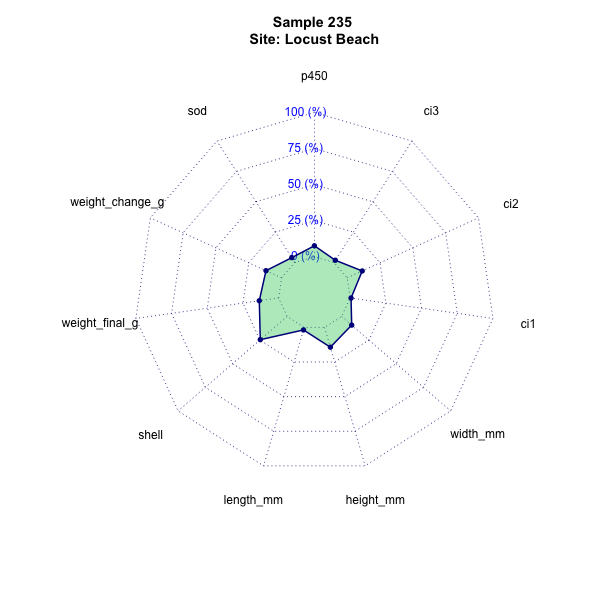 Sample 235
Site: Locust Beach
p450
sod
ci3
100 (%)
75 (%)
50 (%)
25 (%)
0 (%)
weight_change_g
ci2
weight_final_g
ci1
shell
width_mm
length_mm
height_mm